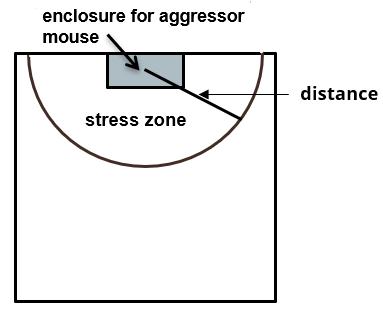 enclosure for aggressor
mouse
distance
stress zone